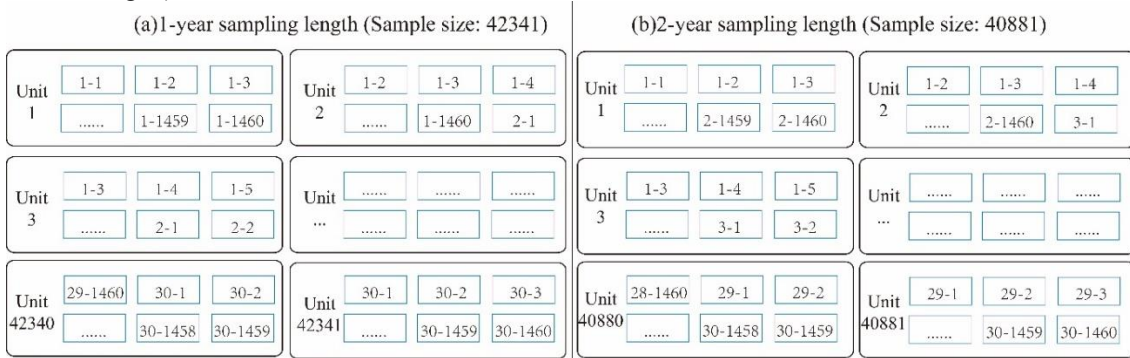 (a)1-year sampling length (Sample size: 42341)
Unit 1
1-1 1-2 1-3
...... 1-1459 1-1460
Unit 2
1-2 1-3 1-4
...... 1-1460 2-1
Unit 3
1-3 1-4 1-5
...... 2-1 2-2
Unit ...
...... ...... ......
...... ...... ......
Unit 42340
29-1460 30-1 30-2
...... 30-1458 30-1459
Unit 42341
30-1 30-2 30-3
...... 30-1459 30-1460
(b)2-year sampling length (Sample size: 40881)
Unit 1
1-1 1-2 1-3
...... 2-1459 2-1460
Unit 2
1-2 1-3 1-4
...... 2-1460 3-1
Unit 3
1-3 1-4 1-5
...... 3-1 3-2
Unit ...
...... ...... ......
...... ...... ......
Unit 40880
28-1460 29-1 29-2
...... 30-1458 30-1459
Unit 40881
29-1 29-2 29-3
...... 30-1459 30-1460